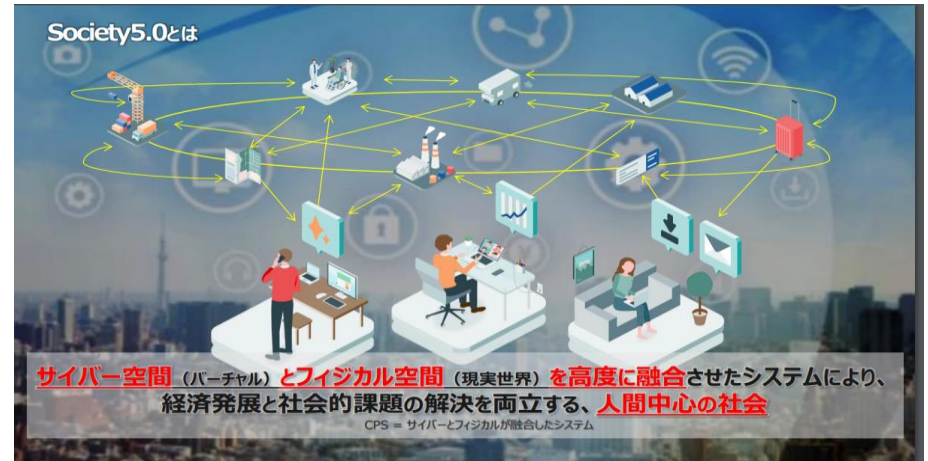 Society5.0とは
サイバー空間（バーチャル）とフィジカル空間（現実世界）を高度に融合させたシステムにより、
経済発展と社会的課題の解決を両立する、人間中心の社会
CPS = サイバーとフィジカルが融合したシステム